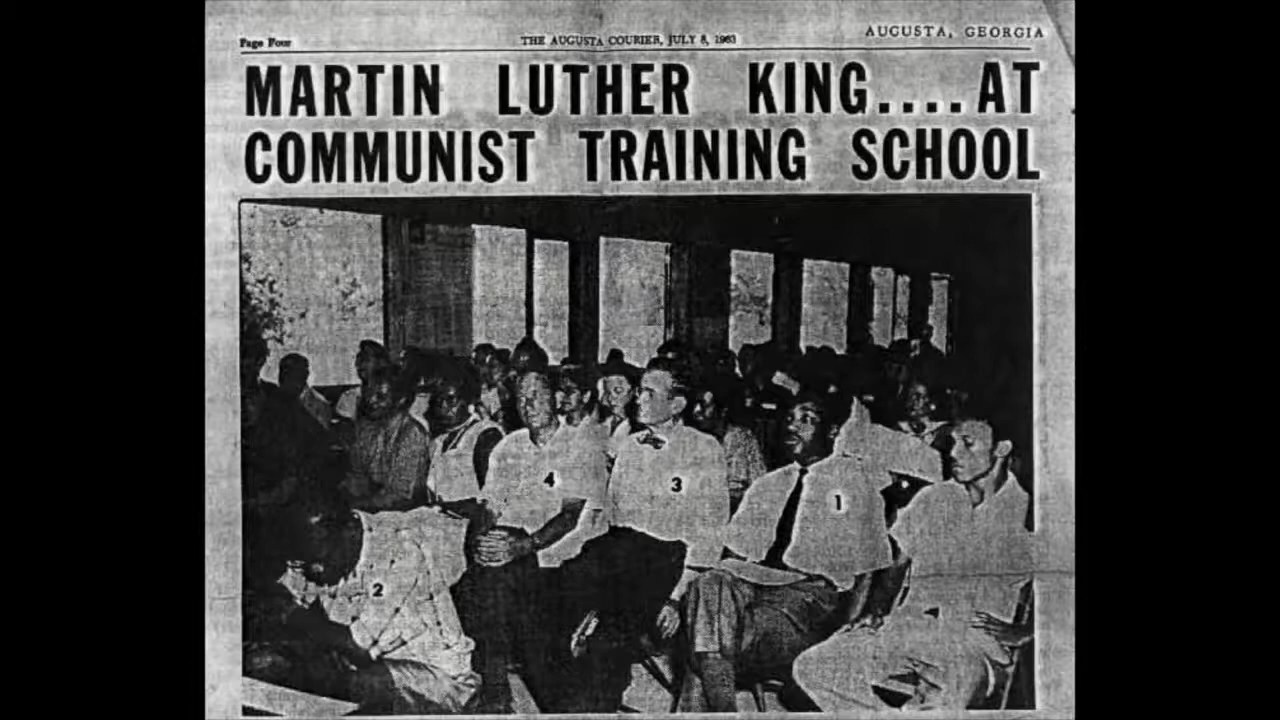 Page Four
THE AUGUSTA COURIER, JULY 8, 1963
AUGUSTA, GEORGIA
MARTIN LUTHER KING....AT
COMMUNIST TRAINING SCHOOL
4
3
1
2